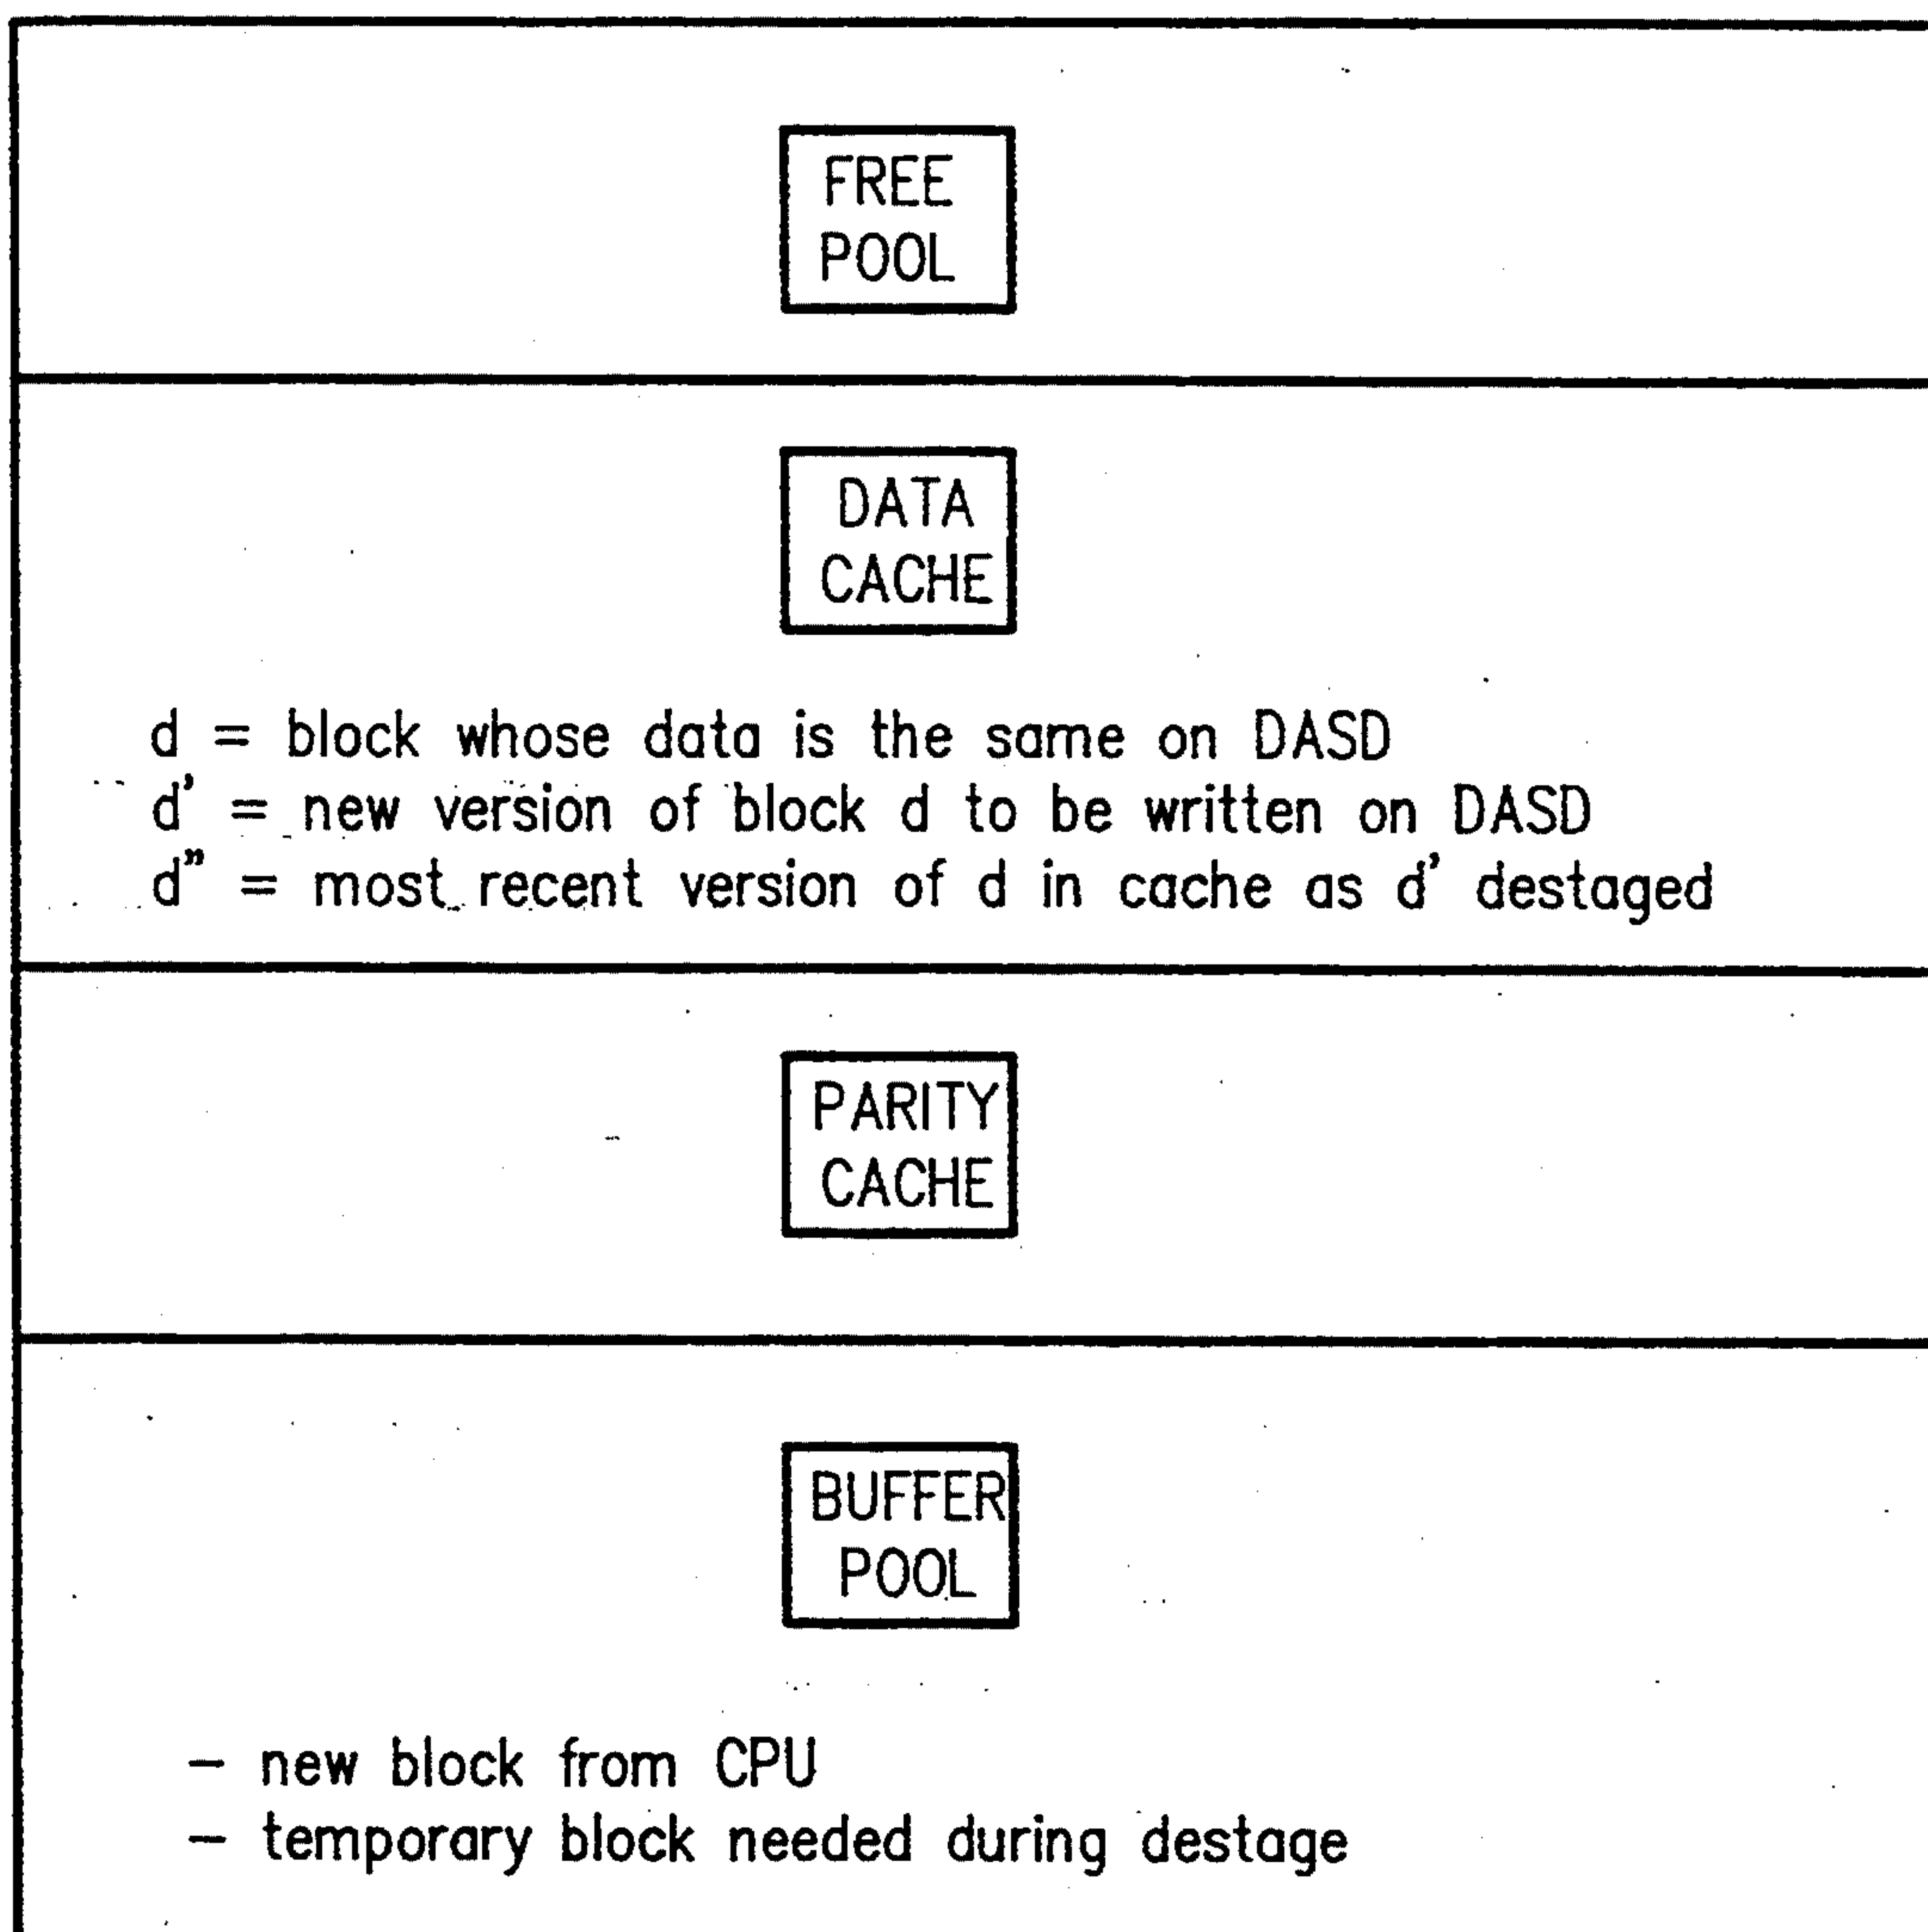 FREE
POOL
DATA
CACHE
d = block whose data is the same on DASD
d' = new version of block d to be written on DASD
d" = most recent version of d in cache as d' destaged
PARITY
CACHE
BUFFER
POOL
– new block from CPU
– temporary block needed during destage